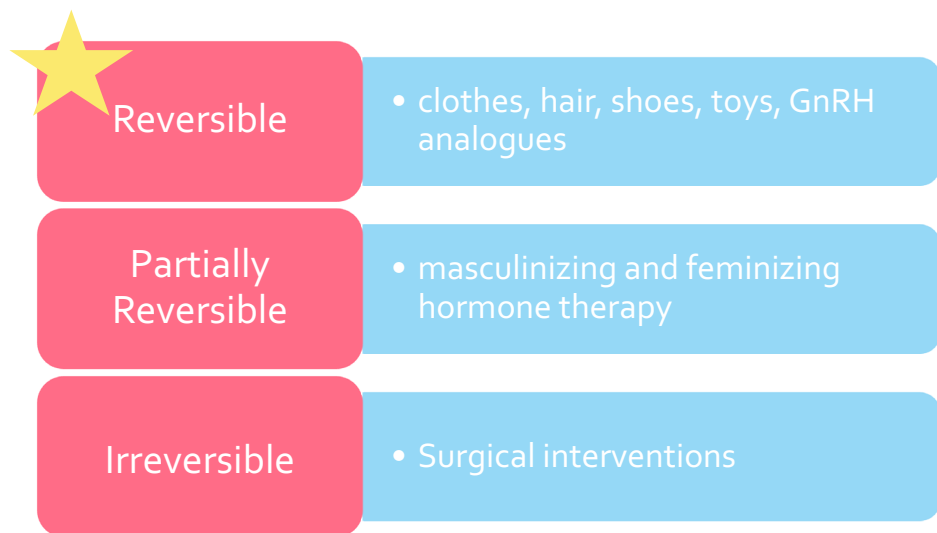 Reversible
• clothes, hair, shoes, toys, GnRH
analogues
Partially
Reversible
• masculinizing and feminizing
hormone therapy
Irreversible
• Surgical interventions